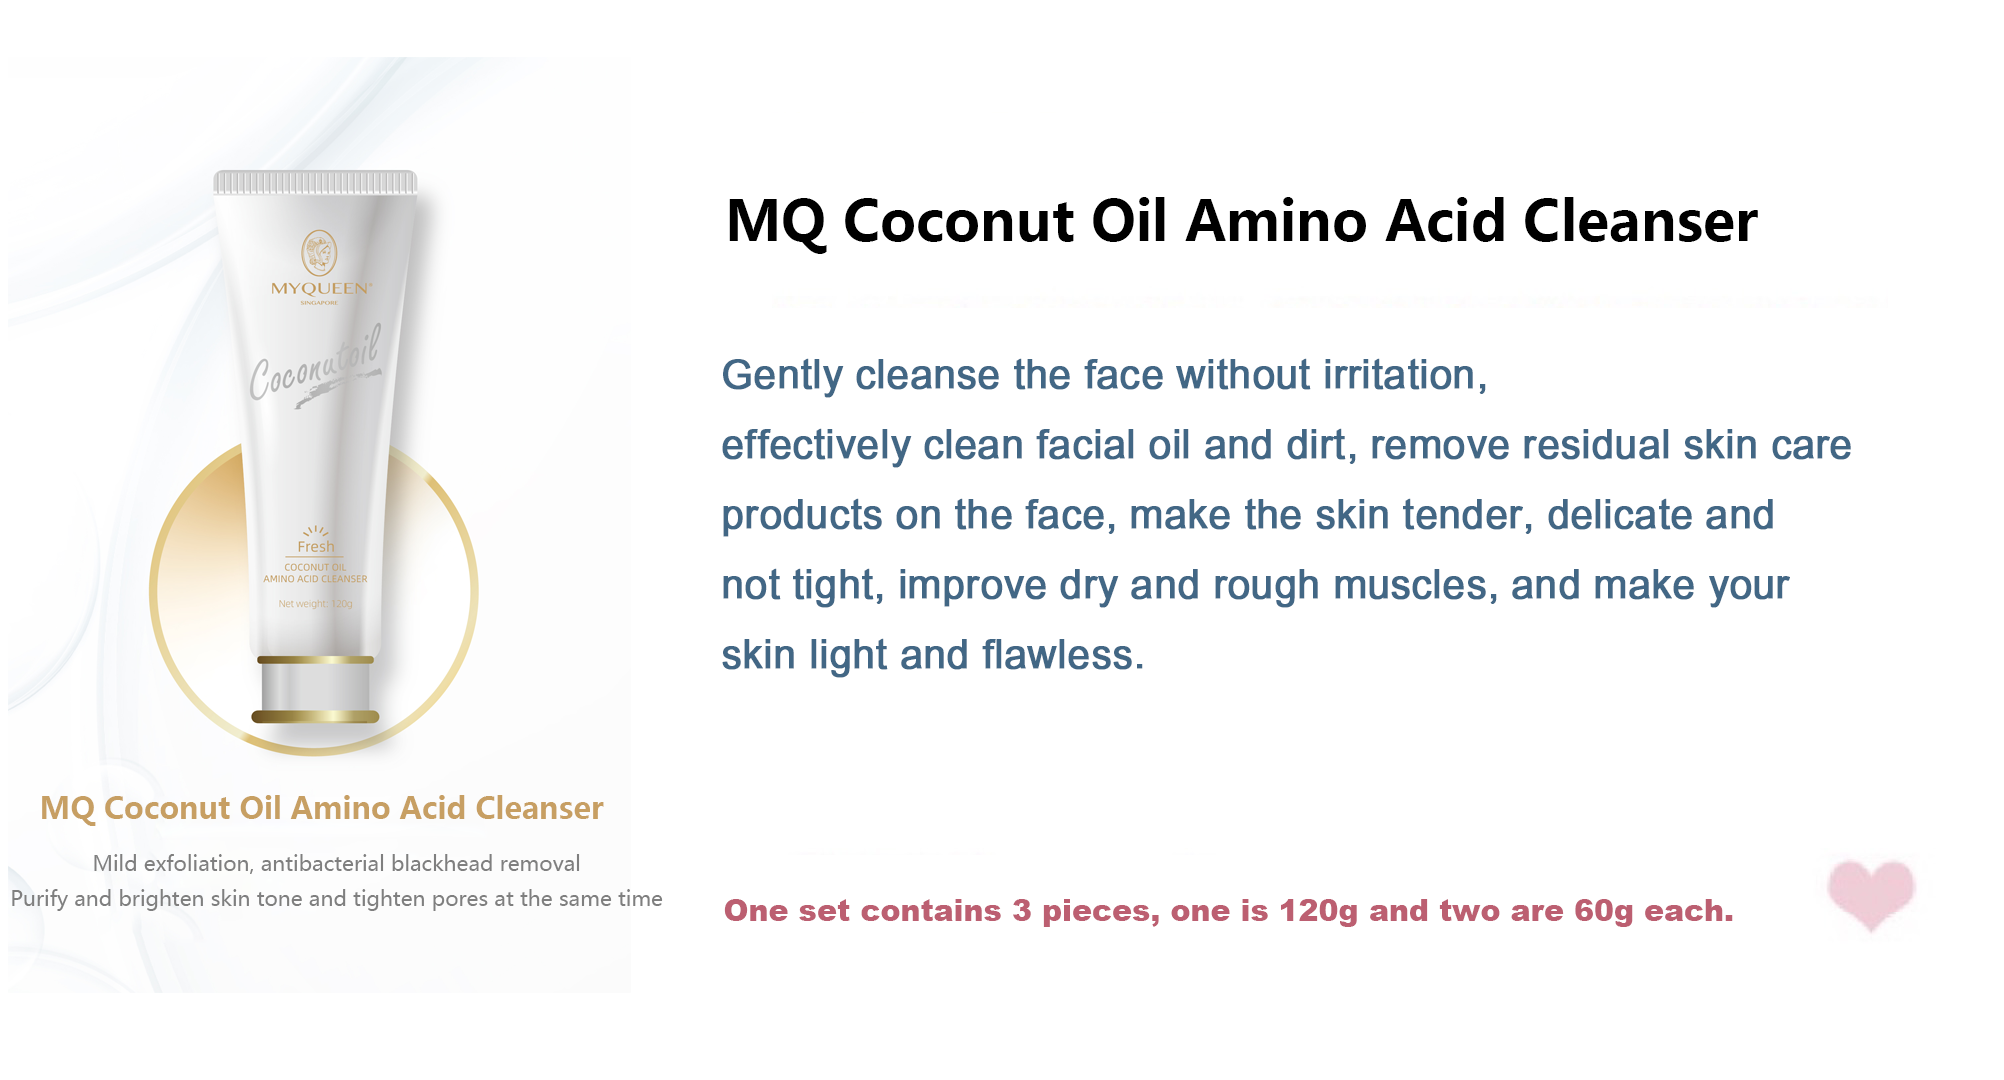 MYQUEEN®
SINGAPORE
Coconutoil
Fresh
COCONUT OIL
AMINO ACID CLEANSER
Net weight: 120g
MQ Coconut Oil Amino Acid Cleanser
Mild exfoliation, antibacterial blackhead removal
Purify and brighten skin tone and tighten pores at the same time
MQ Coconut Oil Amino Acid Cleanser
Gently cleanse the face without irritation,
effectively clean facial oil and dirt, remove residual skin care
products on the face, make the skin tender, delicate and
not tight, improve dry and rough muscles, and make your
skin light and flawless.
One set contains 3 pieces, one is 120g and two are 60g each.